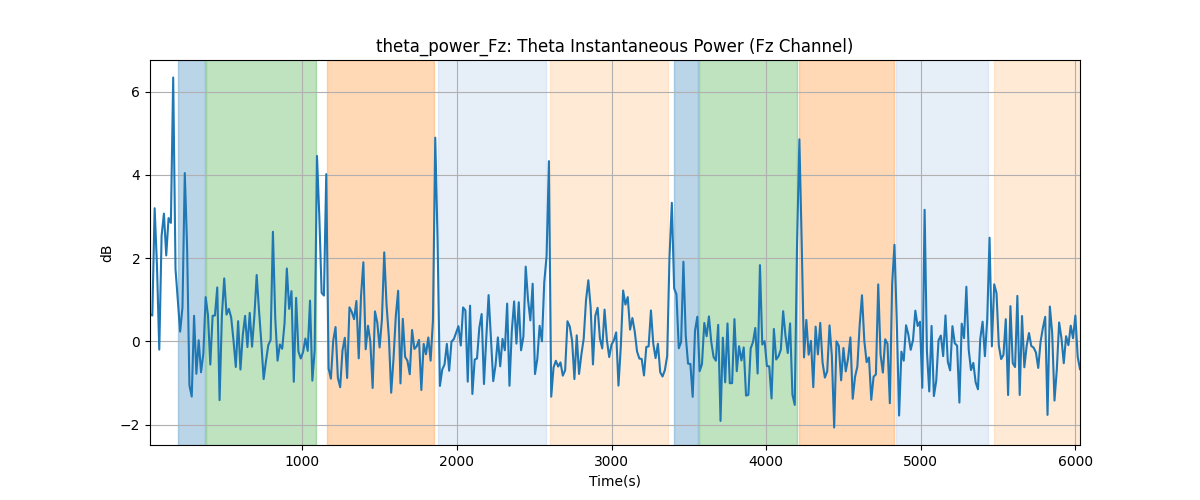 theta_power_Fz: Theta Instantaneous Power (Fz Channel)
6
4
2
0
−2
dB
1000 2000 3000 4000 5000 6000
Time(s)